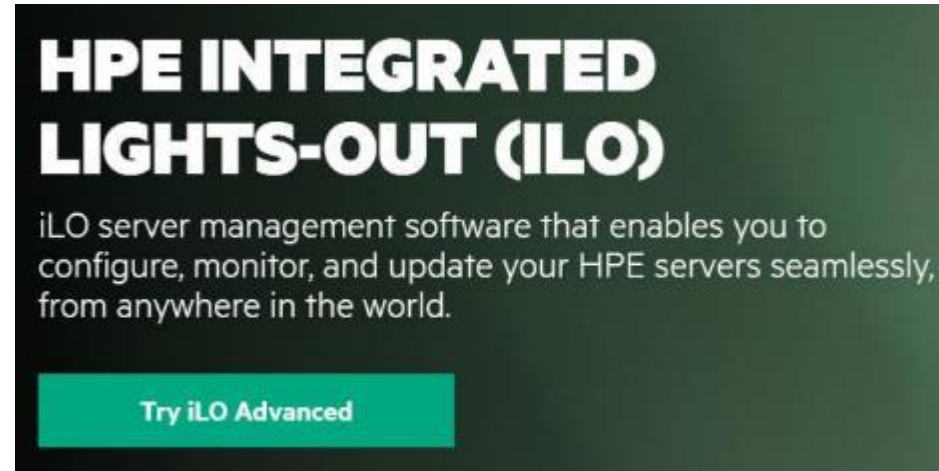 HPE INTEGRATED
LIGHTS-OUT (ILO)
iLO server management software that enables you to
configure, monitor, and update your HPE servers seamlessly,
from anywhere in the world.
Try iLO Advanced